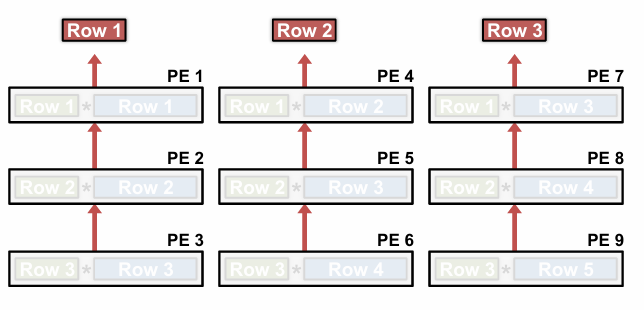 Row 1 Row 2 Row 3
PE 1 PE 4 PE 7
Row 1 * Row 1 Row 1 * Row 2 Row 1 * Row 3
PE 2 PE 5 PE 8
Row 2 * Row 2 Row 2 * Row 3 Row 2 * Row 4
PE 3 PE 6 PE 9
Row 3 * Row 3 Row 3 * Row 4 Row 3 * Row 5